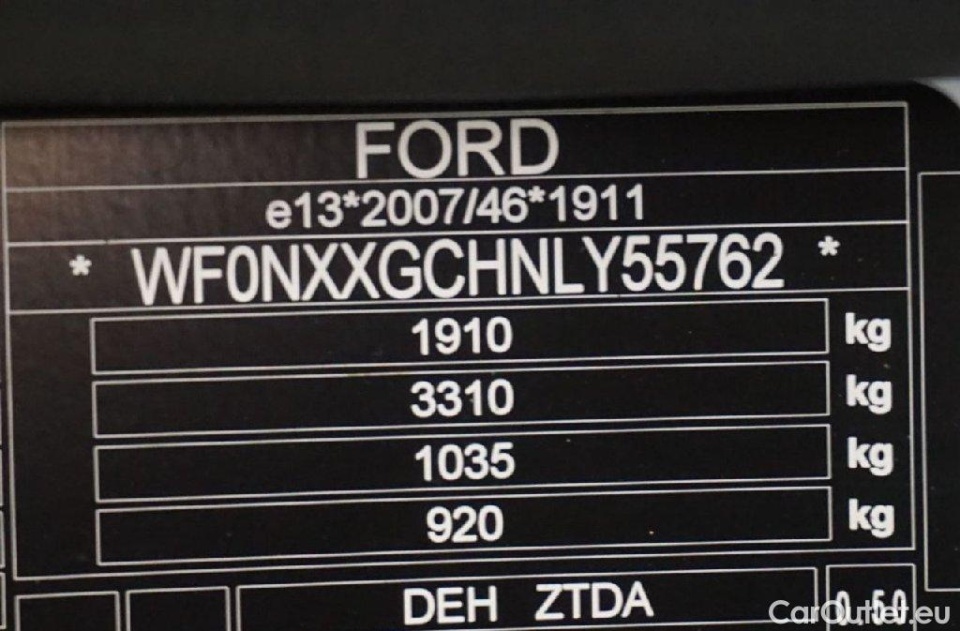 FORD
e13*2007/46*1911
* WF0NXXGCHNLY55762 *
1910 kg
3310 kg
1035 kg
920 kg
DEH ZTDA
CarOutlet.eu